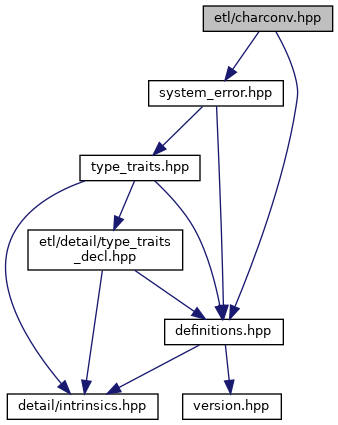 etl/charconv.hpp
system_error.hpp
type_traits.hpp
etl/detail/type_traits
_decl.hpp
definitions.hpp
detail/intrinsics.hpp
version.hpp